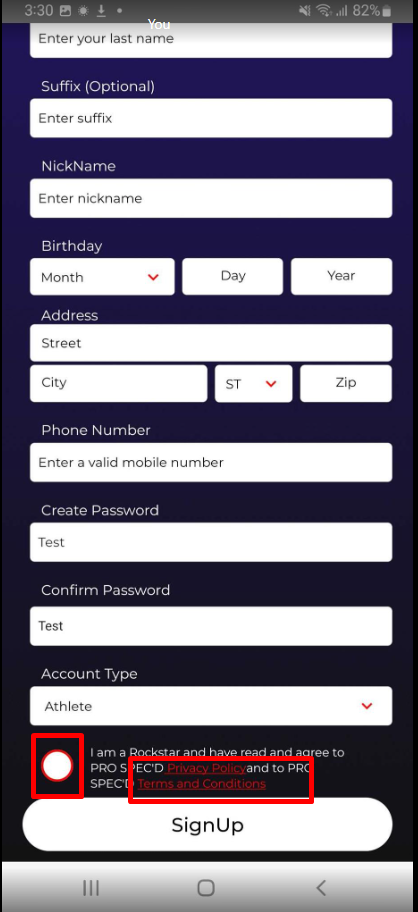 3:30 82%
You
Enter your last name
Suffix (Optional)
Enter suffix
NickName
Enter nickname
Birthday
Month Day Year
Address
Street
City ST Zip
Phone Number
Enter a valid mobile number
Create Password
Test
Confirm Password
Test
Account Type
Athlete
I am a Rockstar and have read and agree to
PRO SPEC'D Privacy Policyand to PRO
SPEC'D Terms and Conditions
SignUp